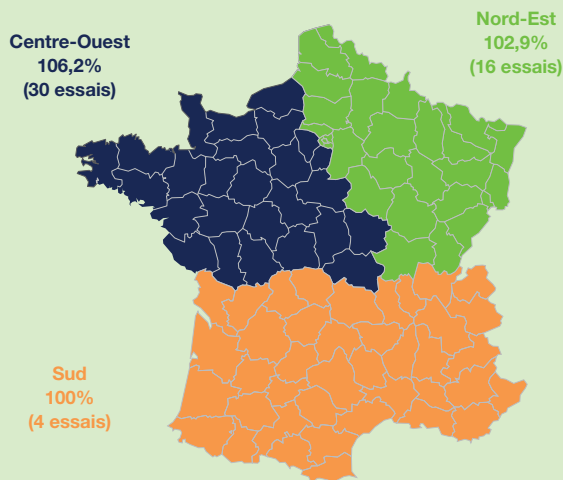 Centre-Ouest
106,2%
(30 essais)
Nord-Est
102,9%
(16 essais)
Sud
100%
(4 essais)